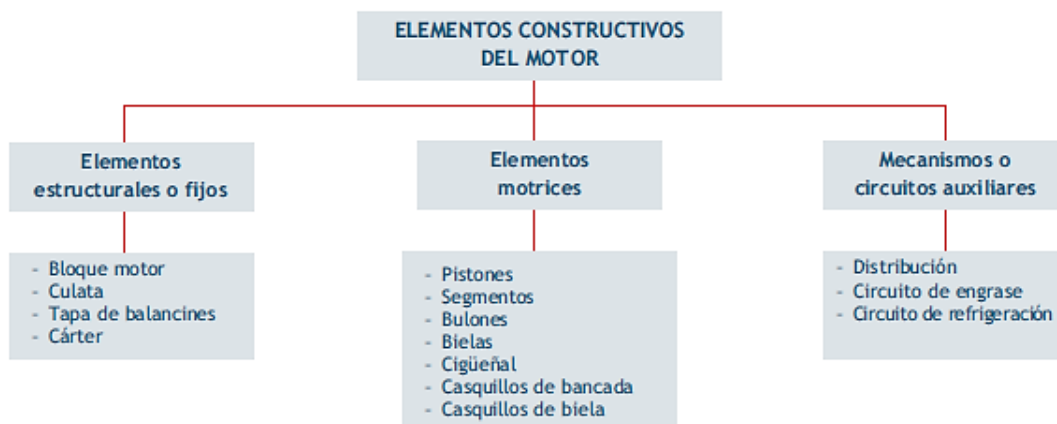 ELEMENTOS CONSTRUCTIVOS
DEL MOTOR
Elementos
estructurales o fijos
- Bloque motor
- Culata
- Tapa de balancines
- Cárter
Elementos
motrices
- Pistones
- Segmentos
- Bulones
- Bielas
- Cigüeñal
- Casquillos de bancada
- Casquillos de biela
Mecanismos o
circuitos auxiliares
- Distribución
- Circuito de engrase
- Circuito de refrigeración